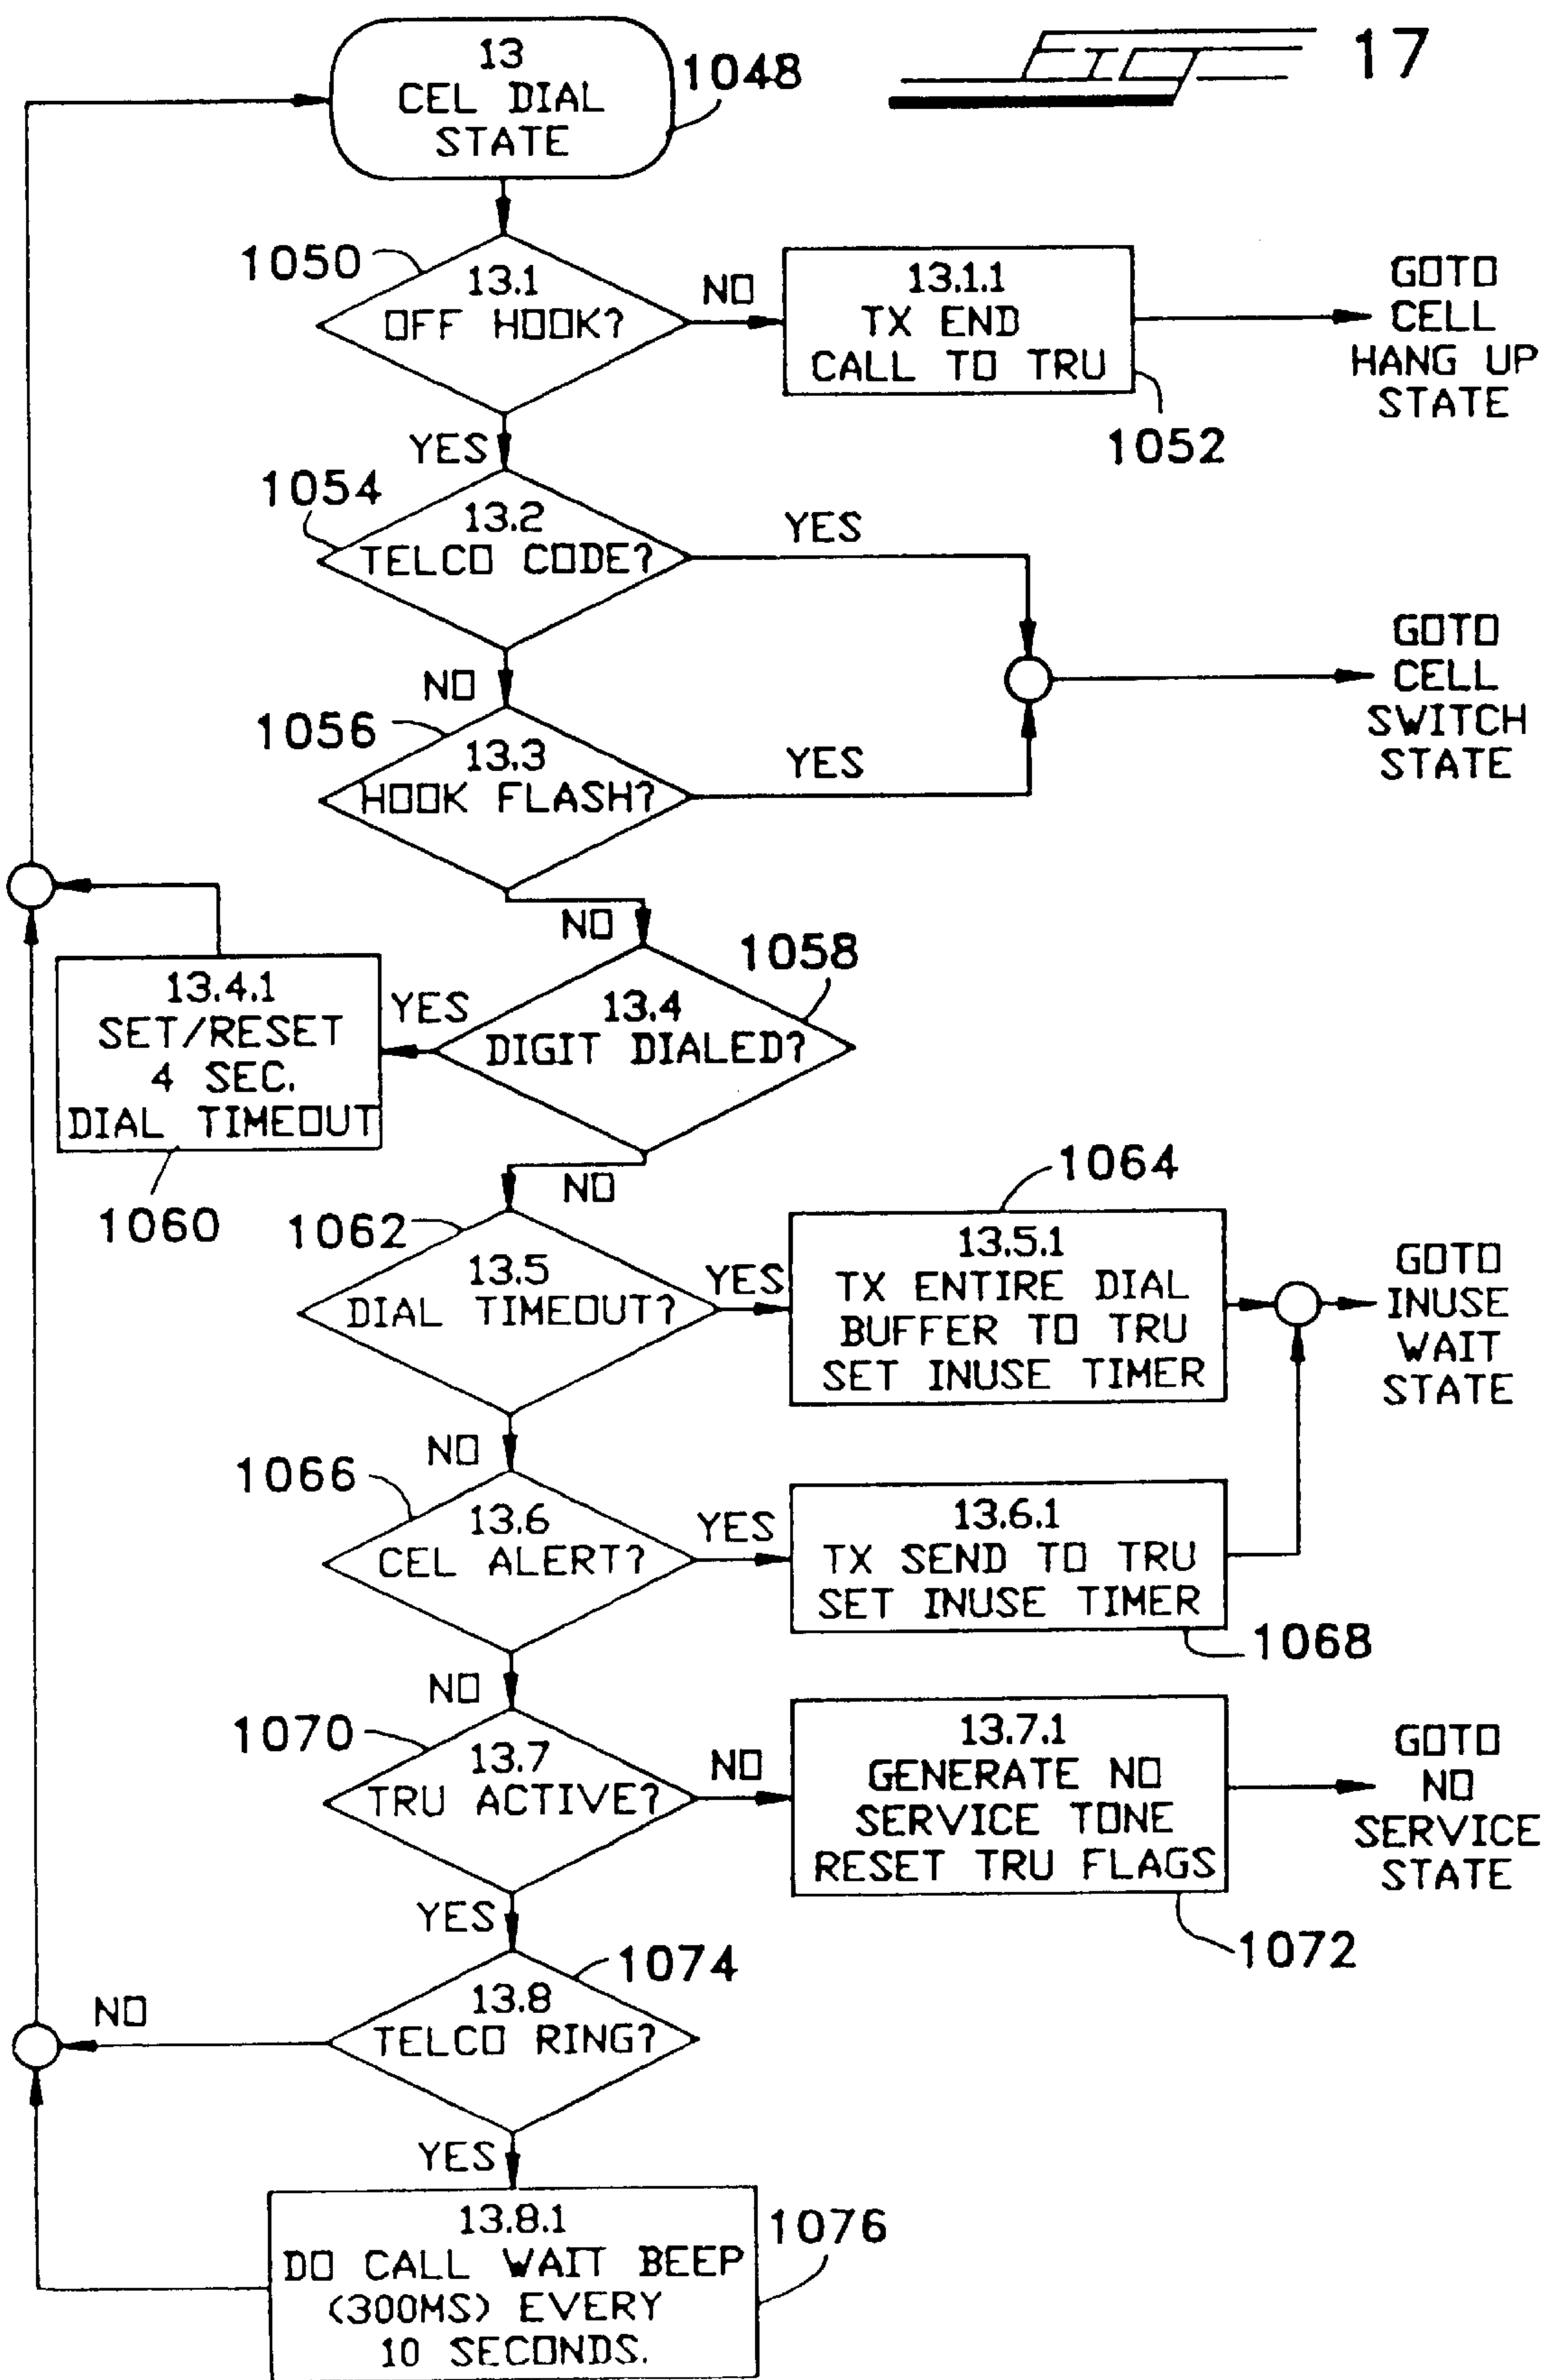 FIG 17
13
CEL DIAL
STATE
1048
1050
13.1
OFF HOOK?
NO
13.1.1
TX END
CALL TO TRU
1052
GOTO
CELL
HANG UP
STATE
YES
1054
13.2
TELCO CODE?
YES
NO
GOTO
CELL
SWITCH
STATE
1056
13.3
HOOK FLASH?
YES
NO
1058
13.4
DIGIT DIALED?
YES
13.4.1
SET/RESET
4 SEC.
DIAL TIMEOUT
1060
NO
1062
13.5
DIAL TIMEOUT?
YES
1064
13.5.1
TX ENTIRE DIAL
BUFFER TO TRU
SET INUSE TIMER
GOTO
INUSE
WAIT
STATE
NO
1066
13.6
CEL ALERT?
YES
13.6.1
TX SEND TO TRU
SET INUSE TIMER
1068
NO
1070
13.7
TRU ACTIVE?
NO
13.7.1
GENERATE NO
SERVICE TONE
RESET TRU FLAGS
1072
GOTO
NO
SERVICE
STATE
YES
1074
13.8
TELCO RING?
NO
YES
13.8.1
DO CALL WAIT BEEP
(300MS) EVERY
10 SECONDS.
1076